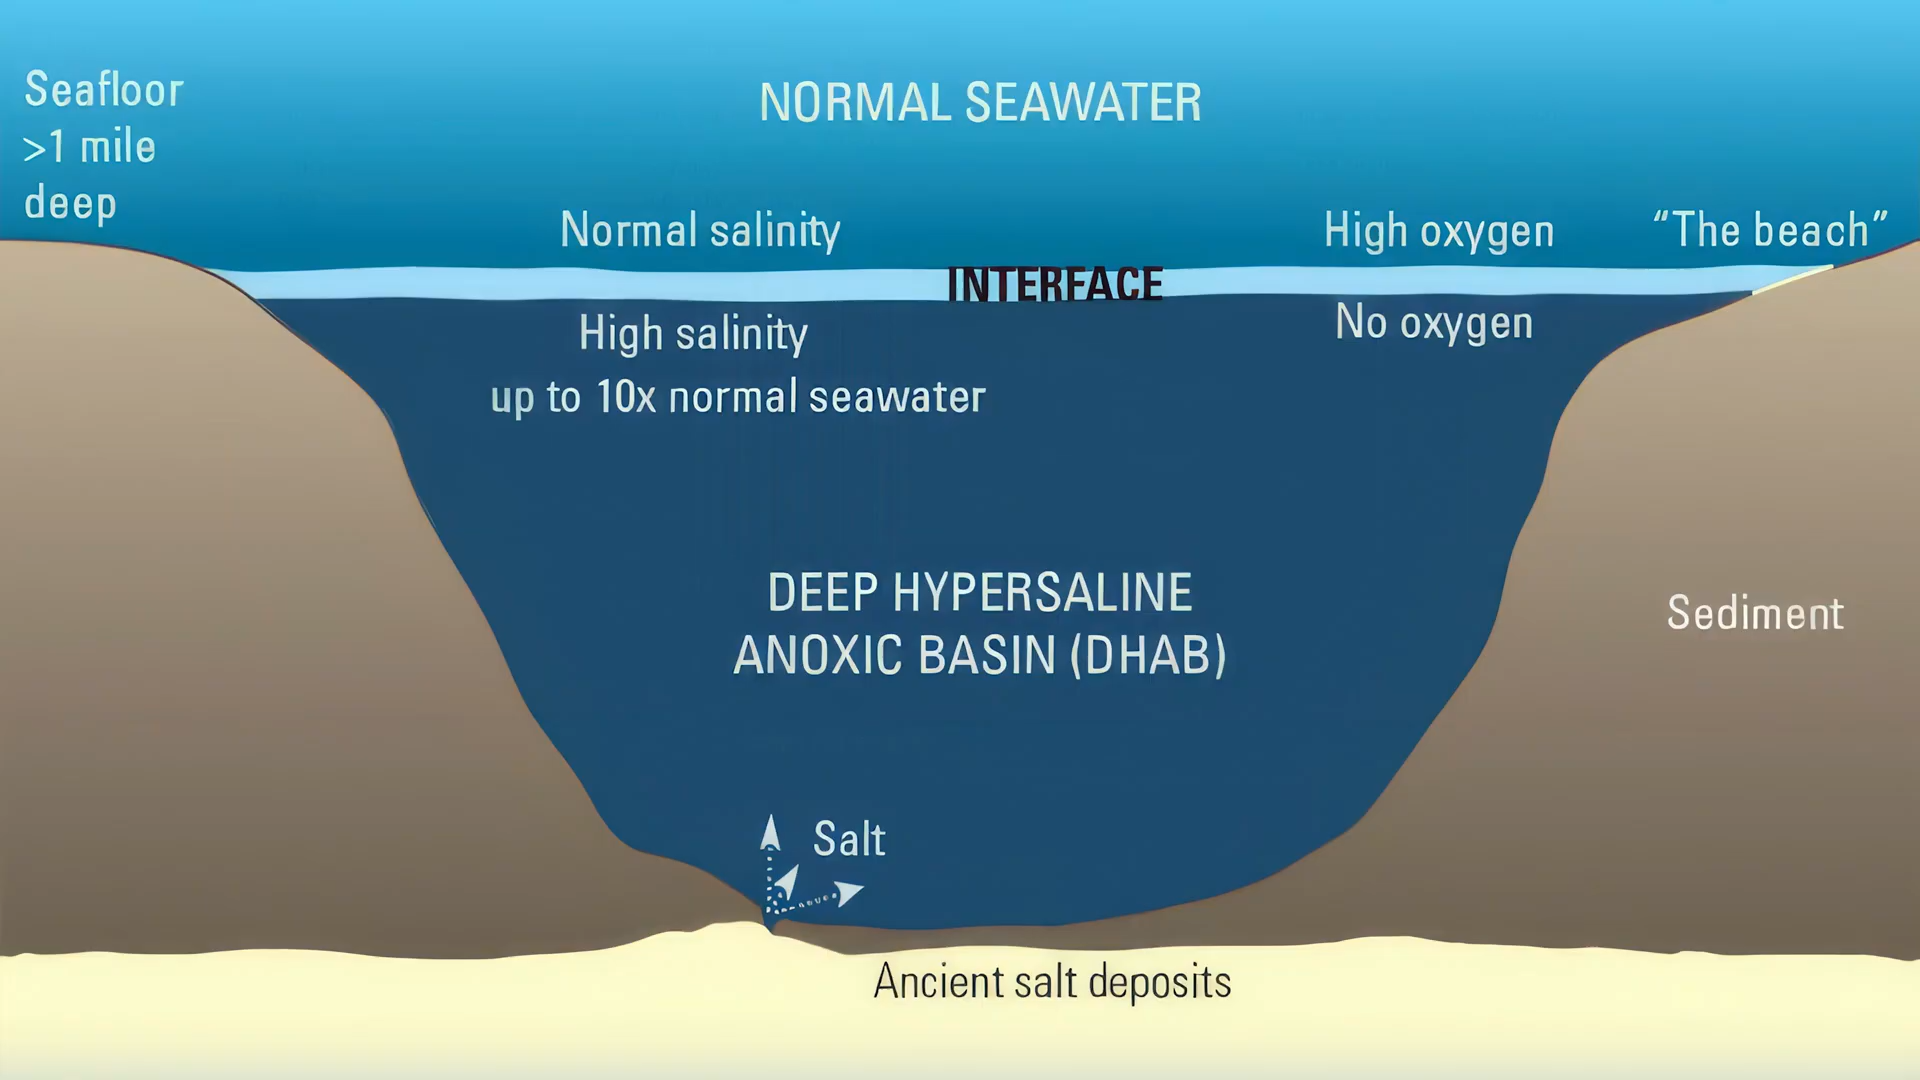 Seafloor
>1 mile
deep
NORMAL SEAWATER
Normal salinity
High oxygen
“The beach”
INTERFACE
High salinity
up to 10x normal seawater
No oxygen
DEEP HYPERSALINE
ANOXIC BASIN (DHAB)
Sediment
Salt
Ancient salt deposits